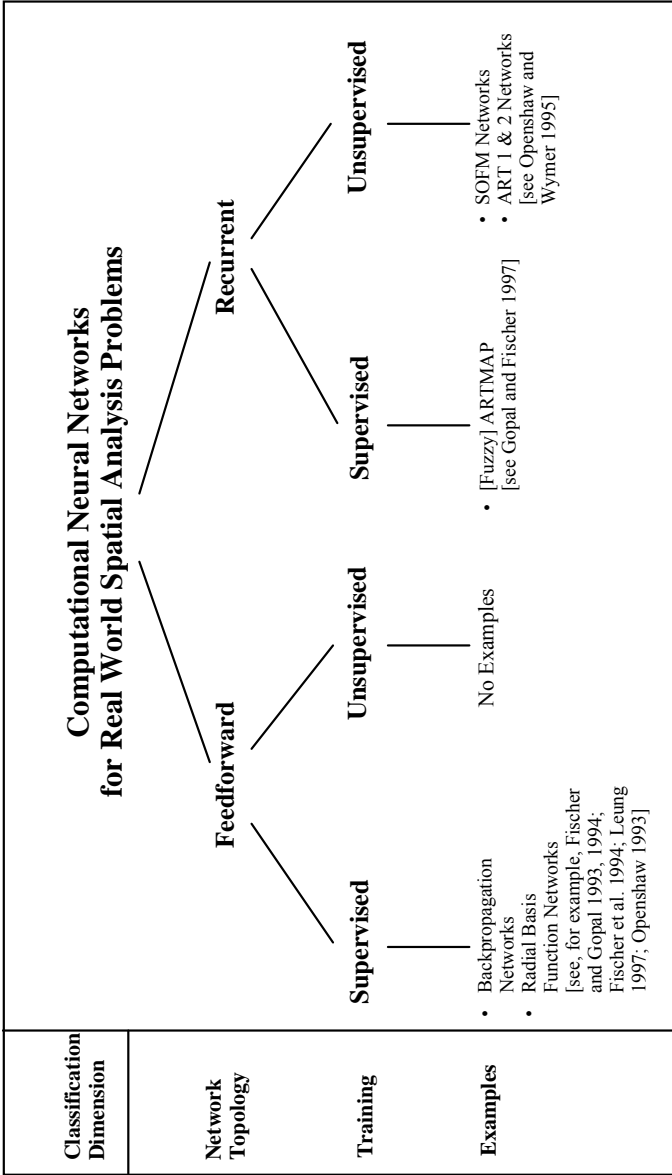 Classification
Dimension
Computational Neural Networks
for Real World Spatial Analysis Problems
Network
Topology
Feedforward
Recurrent
Training
Supervised
Unsupervised
Supervised
Unsupervised
Examples
• Backpropagation
Networks
• Radial Basis
Function Networks
[see, for example, Fischer
and Gopal 1993, 1994;
Fischer et al. 1994; Leung
1997; Openshaw 1993]
No Examples
• [Fuzzy] ARTMAP
[see Gopal and Fischer 1997]
• SOFM Networks
• ART 1 & 2 Networks
[see Openshaw and
Wymer 1995]